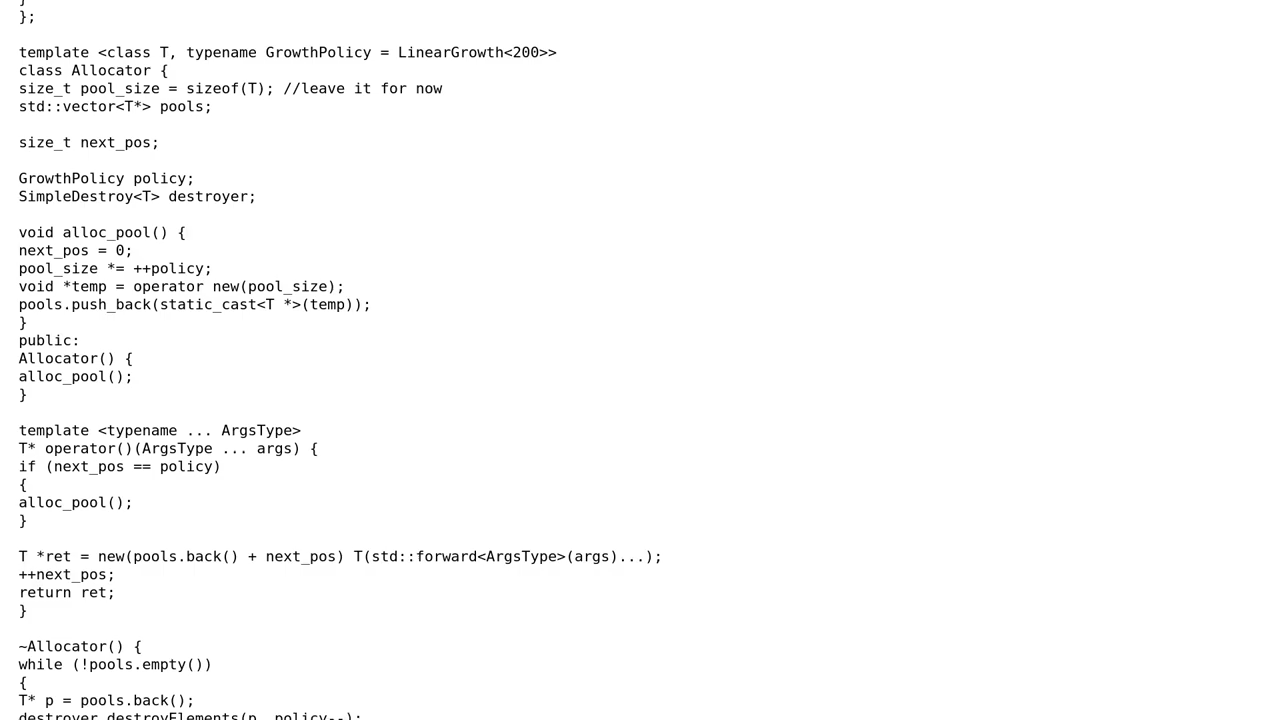 };
template <class T, typename GrowthPolicy = LinearGrowth<200>>
class Allocator {
size_t pool_size = sizeof(T); //leave it for now
std::vector<T*> pools;
size_t next_pos;
GrowthPolicy policy;
SimpleDestroy<T> destroyer;
void alloc_pool() {
next_pos = 0;
pool_size *= ++policy;
void *temp = operator new(pool_size);
pools.push_back(static_cast<T *>(temp));
}
public:
Allocator() {
alloc_pool();
}
template <typename ... ArgsType>
T* operator()(ArgsType ... args) {
if (next_pos == policy)
{
alloc_pool();
}
T *ret = new(pools.back() + next_pos) T(std::forward<ArgsType>(args)...);
++next_pos;
return ret;
}
~Allocator() {
while (!pools.empty())
{
T* p = pools.back();
destroyer.destroyElements(p, policy--);